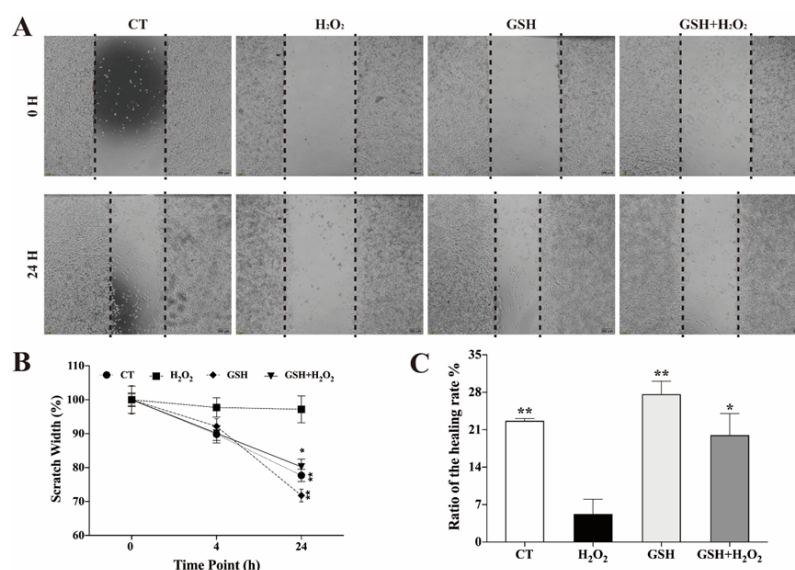 A
CT
H₂O₂
GSH
GSH+H₂O₂
0 H
24 H
B
CT
H₂O₂
GSH
GSH+H₂O₂
Scratch Width (%)
110
100
90
80
70
60
*
**
**
0
4
24
Time Point (h)
C
Ratio of the healing rate %
35
28
21
14
7
0
**
**
*
CT
H₂O₂
GSH
GSH+H₂O₂